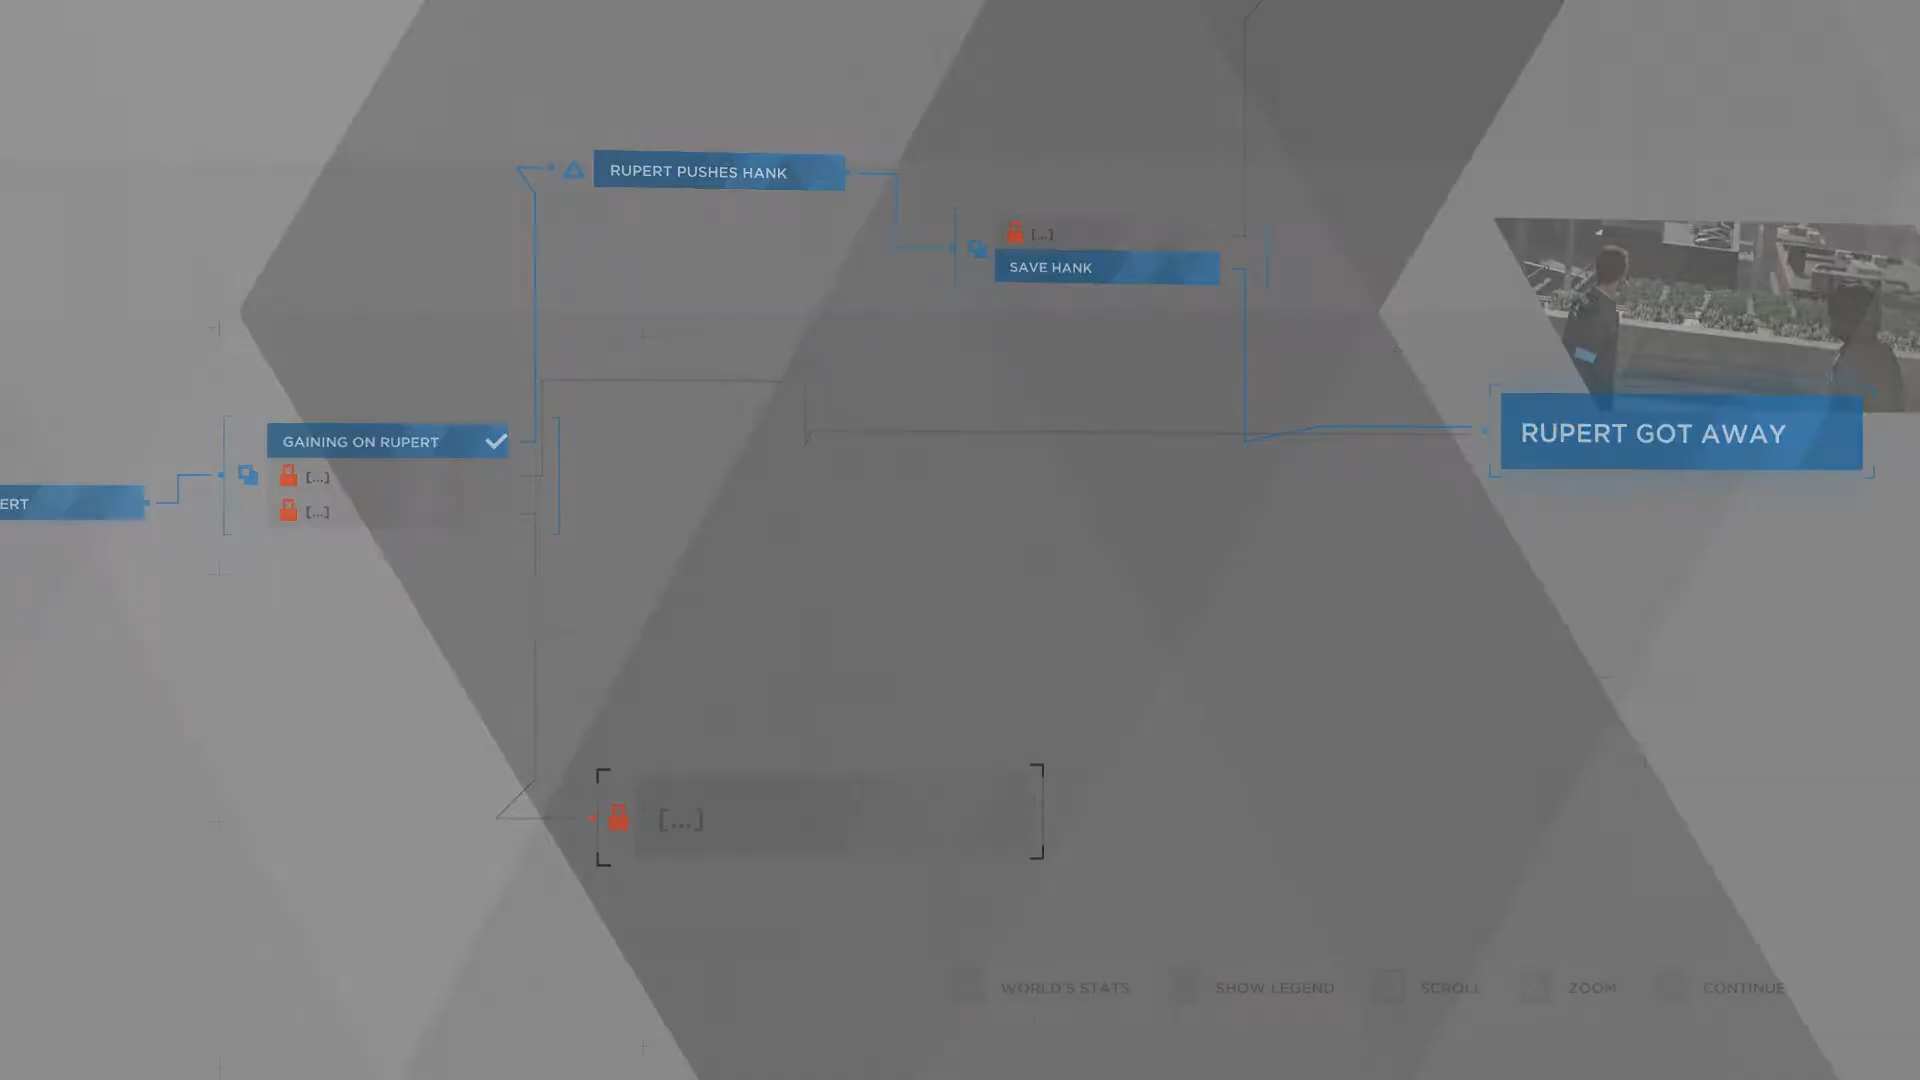 RUPERT PUSHES HANK
[...]
SAVE HANK
RUPERT GOT AWAY
GAINING ON RUPERT
[...]
ERT
[...]
[...]
WORLD'S STATS
SHOW LEGEND
SCROLL
ZOOM
CONTINUE